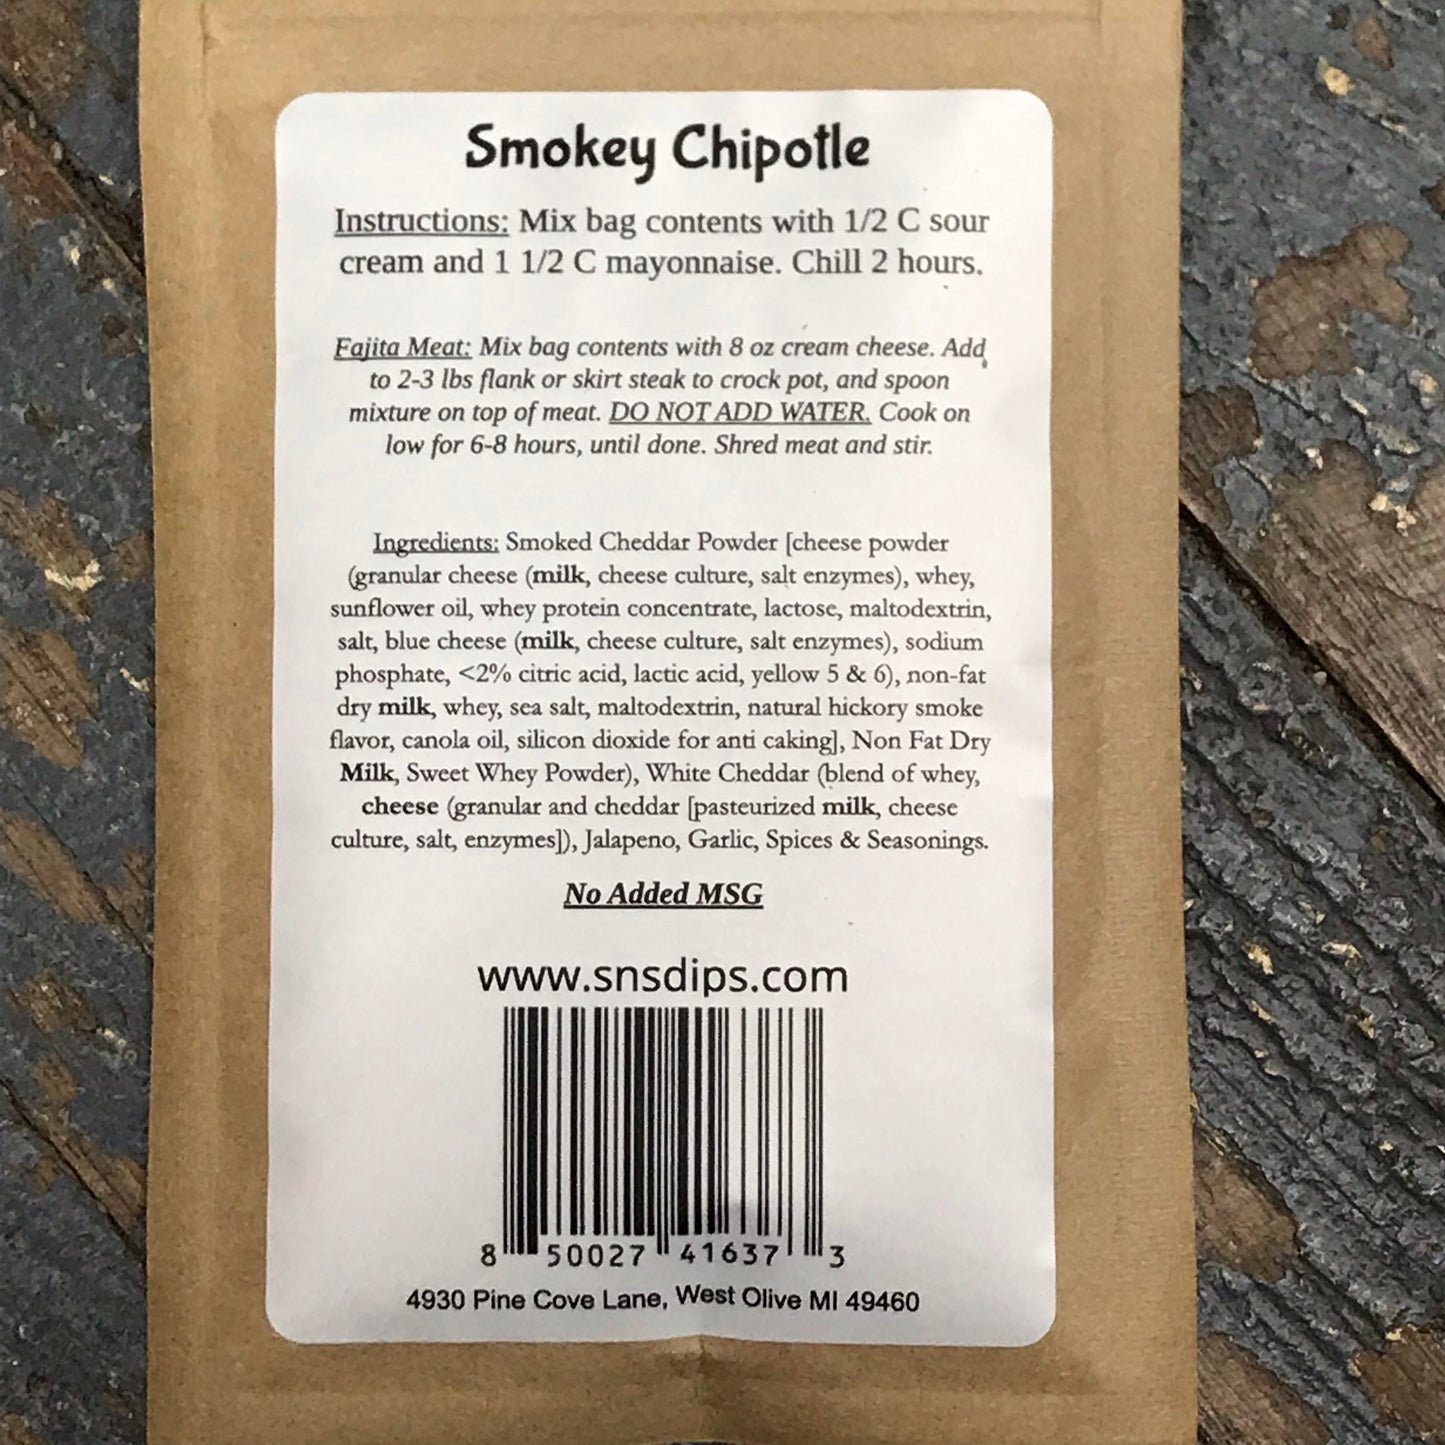 Smokey Chipotle
Instructions: Mix bag contents with 1/2 C sour
cream and 1 1/2 C mayonnaise. Chill 2 hours.
Fajita Meat: Mix bag contents with 8 oz cream cheese. Add
to 2-3 lbs flank or skirt steak to crock pot, and spoon
mixture on top of meat. DO NOT ADD WATER. Cook on
low for 6-8 hours, until done. Shred meat and stir.
Ingredients: Smoked Cheddar Powder [cheese powder
(granular cheese (milk, cheese culture, salt enzymes), whey,
sunflower oil, whey protein concentrate, lactose, maltodextrin,
salt, blue cheese (milk, cheese culture, salt enzymes), sodium
phosphate, <2% citric acid, lactic acid, yellow 5 & 6), non-fat
dry milk, whey, sea salt, maltodextrin, natural hickory smoke
flavor, canola oil, silicon dioxide for anti caking], Non Fat Dry
Milk, Sweet Whey Powder), White Cheddar (blend of whey,
cheese (granular and cheddar [pasteurized milk, cheese
culture, salt, enzymes]), Jalapeno, Garlic, Spices & Seasonings.
No Added MSG
www.snsdips.com
8 50027 41637 3
4930 Pine Cove Lane, West Olive MI 49460